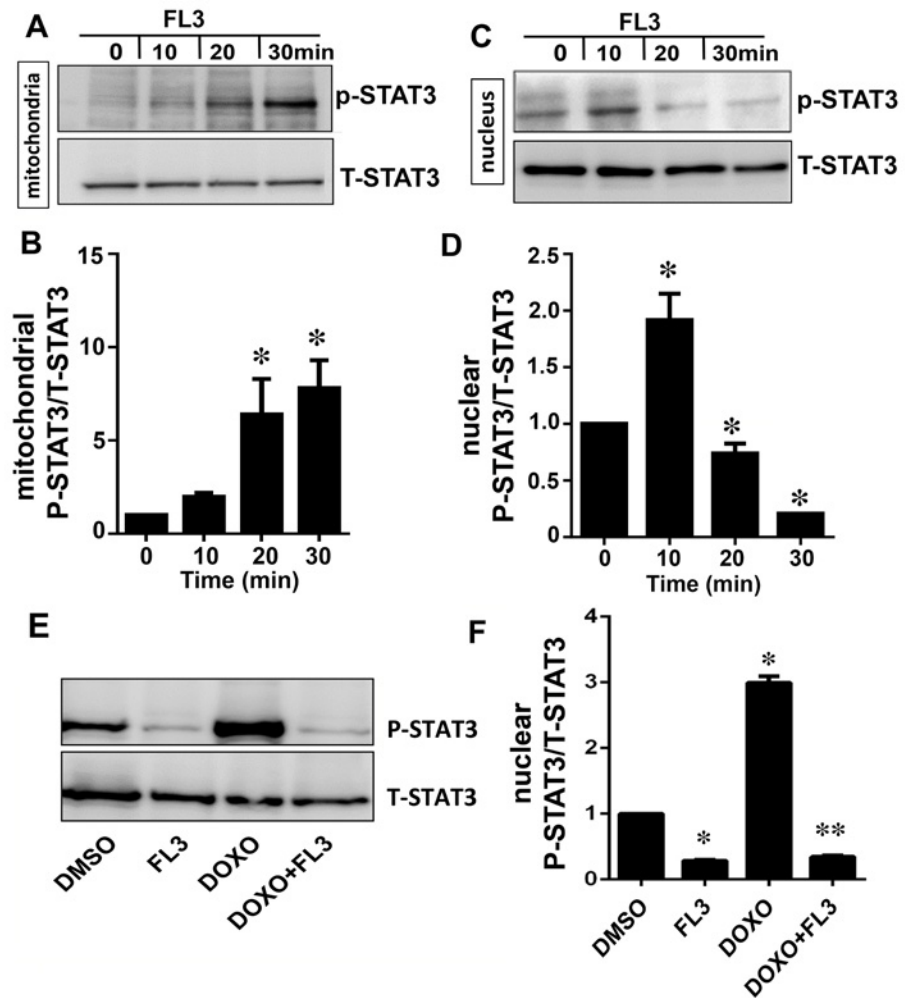 A
FL3
0 10 20 30min
mitochondria
p-STAT3
T-STAT3
C
FL3
0 10 20 30min
nucleus
p-STAT3
T-STAT3
B
mitochondrial
P-STAT3/T-STAT3
15
10
5
0
*
*
0 10 20 30
Time (min)
D
nuclear
P-STAT3/T-STAT3
2.5
2.0
1.5
1.0
0.5
0
*
*
*
0 10 20 30
Time (min)
E
P-STAT3
T-STAT3
DMSO
FL3
DOXO
DOXO+FL3
F
nuclear
P-STAT3/T-STAT3
4
3
2
1
0
*
*
**
DMSO
FL3
DOXO
DOXO+FL3